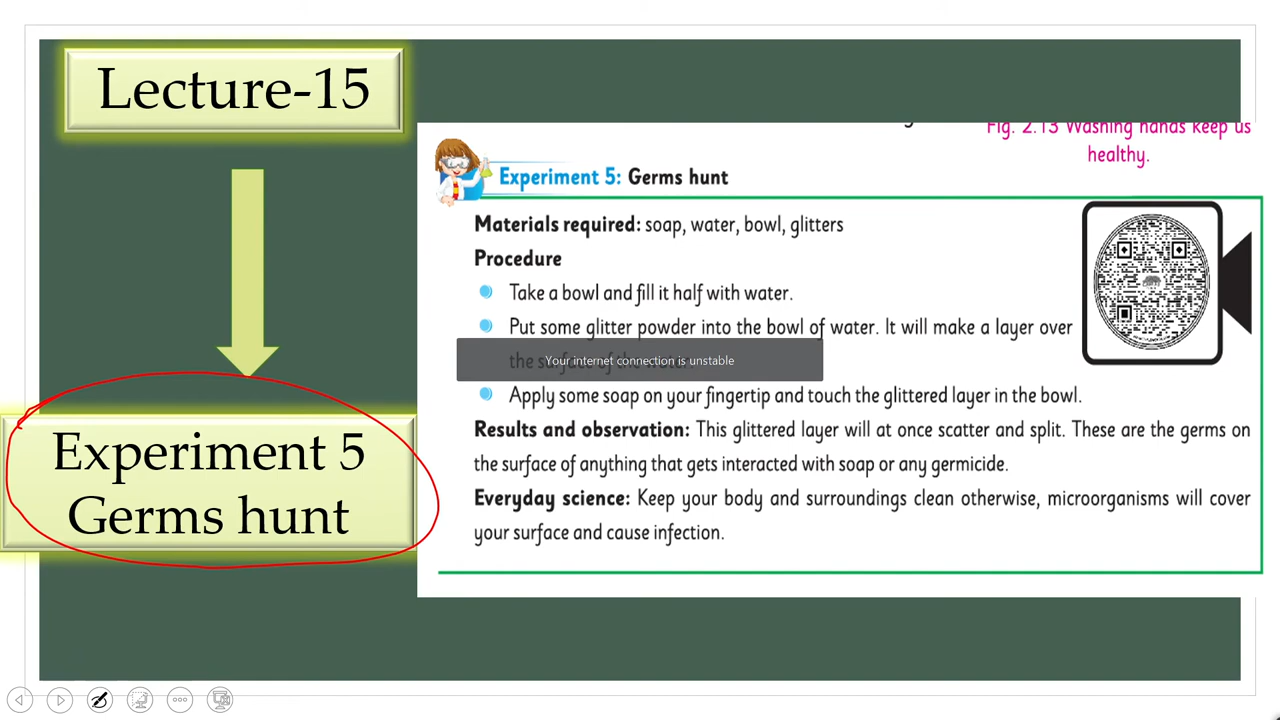 Lecture-15
Experiment 5
Germs hunt
Fig. 2.13 Washing hands keep us
healthy.
Experiment 5: Germs hunt
Materials required: soap, water, bowl, glitters
Procedure
Take a bowl and fill it half with water.
Put some glitter powder into the bowl of water. It will make a layer over
the surface of the water.
Your internet connection is unstable
Apply some soap on your fingertip and touch the glittered layer in the bowl.
Results and observation: This glittered layer will at once scatter and split. These are the germs on
the surface of anything that gets interacted with soap or any germicide.
Everyday science: Keep your body and surroundings clean otherwise, microorganisms will cover
your surface and cause infection.